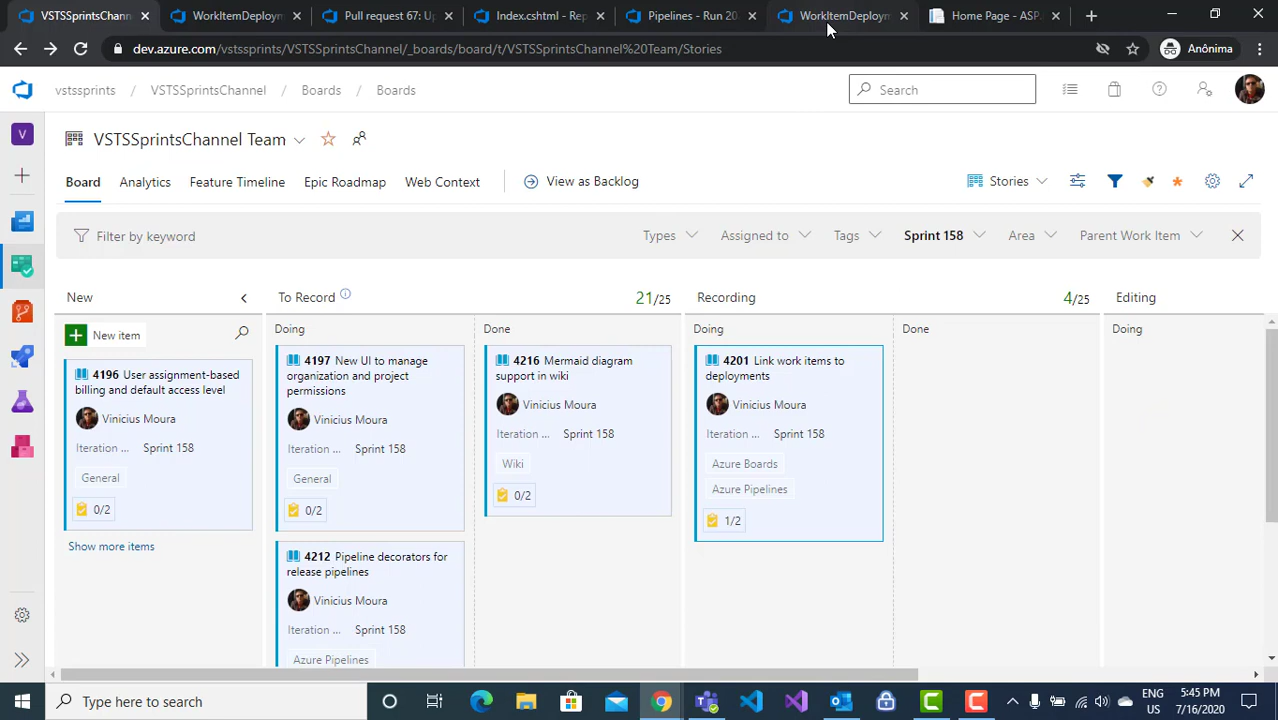 VSTSSprintsChann
WorkItemDeploym
Pull request 67: Up
Index.cshtml - Rep
Pipelines - Run 20
WorkItemDeploym
Home Page - ASP.
dev.azure.com/vstssprints/VSTSSprintsChannel/_boards/board/t/VSTSSprintsChannel%20Team/Stories
Anônima
vstssprints / VSTSSprintsChannel / Boards / Boards
Search
V
VSTSSprintsChannel Team
Board Analytics Feature Timeline Epic Roadmap Web Context View as Backlog
Stories
Filter by keyword
Types Assigned to Tags Sprint 158 Area Parent Work Item
New
To Record 21/25
Recording 4/25
Editing
New item
Doing
Done
Doing
Done
Doing
4196 User assignment-based
billing and default access level
Vinicius Moura
Iteration ... Sprint 158
General
0/2
Show more items
4197 New UI to manage
organization and project
permissions
Vinicius Moura
Iteration ... Sprint 158
General
0/2
4212 Pipeline decorators for
release pipelines
Vinicius Moura
Iteration ... Sprint 158
Azure Pipelines
4216 Mermaid diagram
support in wiki
Vinicius Moura
Iteration ... Sprint 158
Wiki
0/2
4201 Link work items to
deployments
Vinicius Moura
Iteration ... Sprint 158
Azure Boards
Azure Pipelines
1/2
Type here to search
ENG
US
5:45 PM
7/16/2020